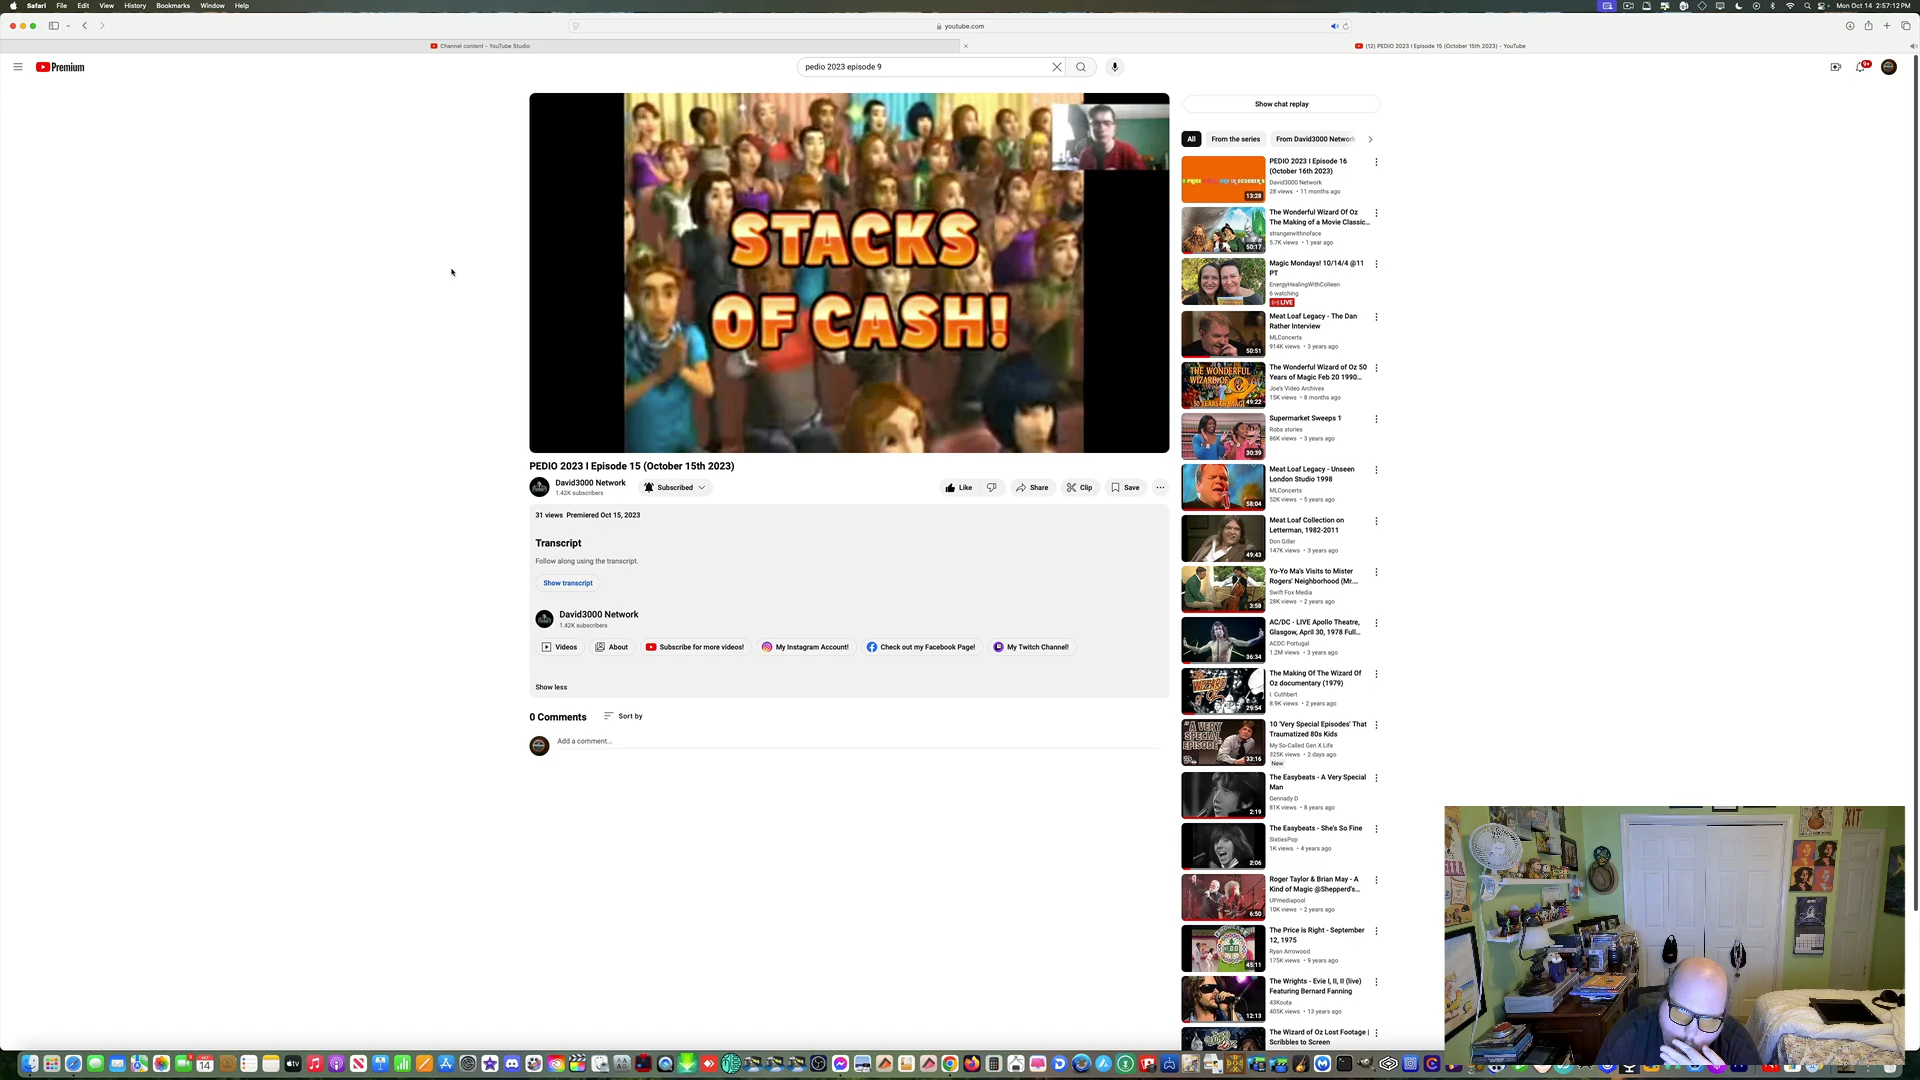 Safari File Edit View History Bookmarks Window Help
Mon Oct 14 2:57:12 PM
youtube.com
Channel content - YouTube Studio
(12) PEDIO 2023 I Episode 15 (October 15th 2023) - YouTube
Premium
pedio 2023 episode 9
9+
STACKS
OF CASH!
PEDIO 2023 I Episode 15 (October 15th 2023)
David3000 Network
1.42K subscribers
Subscribed
Like
Share
Clip
Save
31 views Premiered Oct 15, 2023
Transcript
Follow along using the transcript.
Show transcript
David3000 Network
1.42K subscribers
Videos
About
Subscribe for more videos!
My Instagram Account!
Check out my Facebook Page!
My Twitch Channel!
Show less
0 Comments
Sort by
Add a comment...
Show chat replay
All
From the series
From David3000 Network
13:28
PEDIO 2023 I Episode 16
(October 16th 2023)
David3000 Network
28 views • 11 months ago
50:17
The Wonderful Wizard Of Oz
The Making of a Movie Classic...
strangerwithnoface
5.7K views • 1 year ago
Magic Mondays! 10/14/4 @11
PT
EnergyHealingWithColleen
6 watching
LIVE
50:51
Meat Loaf Legacy - The Dan
Rather Interview
MLConcerts
914K views • 3 years ago
THE WONDERFUL
WIZARD OF OZ
50 YEARS OF MAGIC
49:22
The Wonderful Wizard of Oz 50
Years of Magic Feb 20 1990...
Joe's Video Archives
15K views • 8 months ago
30:39
Supermarket Sweeps 1
Robs stories
86K views • 3 years ago
58:04
Meat Loaf Legacy - Unseen
London Studio 1998
MLConcerts
52K views • 5 years ago
49:43
Meat Loaf Collection on
Letterman, 1982-2011
Don Giller
147K views • 3 years ago
3:58
Yo-Yo Ma's Visits to Mister
Rogers' Neighborhood (Mr....
Swift Fox Media
28K views • 2 years ago
36:34
AC/DC - LIVE Apollo Theatre,
Glasgow, April 30, 1978 Full...
ACDC Portugal
1.2M views • 3 years ago
29:54
The Making Of The Wizard Of
Oz documentary (1979)
I. Cuthbert
8.9K views • 2 years ago
A VERY
SPECIAL
EPISODE
33:16
10 'Very Special Episodes' That
Traumatized 80s Kids
My So-Called Gen X Life
325K views • 2 days ago
New
2:19
The Easybeats - A Very Special
Man
Gennady D
81K views • 8 years ago
2:06
The Easybeats - She's So Fine
SixtiesPop
1K views • 4 years ago
6:50
Roger Taylor & Brian May - A
Kind of Magic @Shepperd's...
UPmediapool
10K views • 2 years ago
45:11
The Price is Right - September
12, 1975
Ryan Arrowood
175K views • 9 years ago
12:13
The Wrights - Evie I, II, II (live)
Featuring Bernard Fanning
43Kouta
405K views • 13 years ago
The Wizard of Oz Lost Footage |
Scribbles to Screen
EXIT